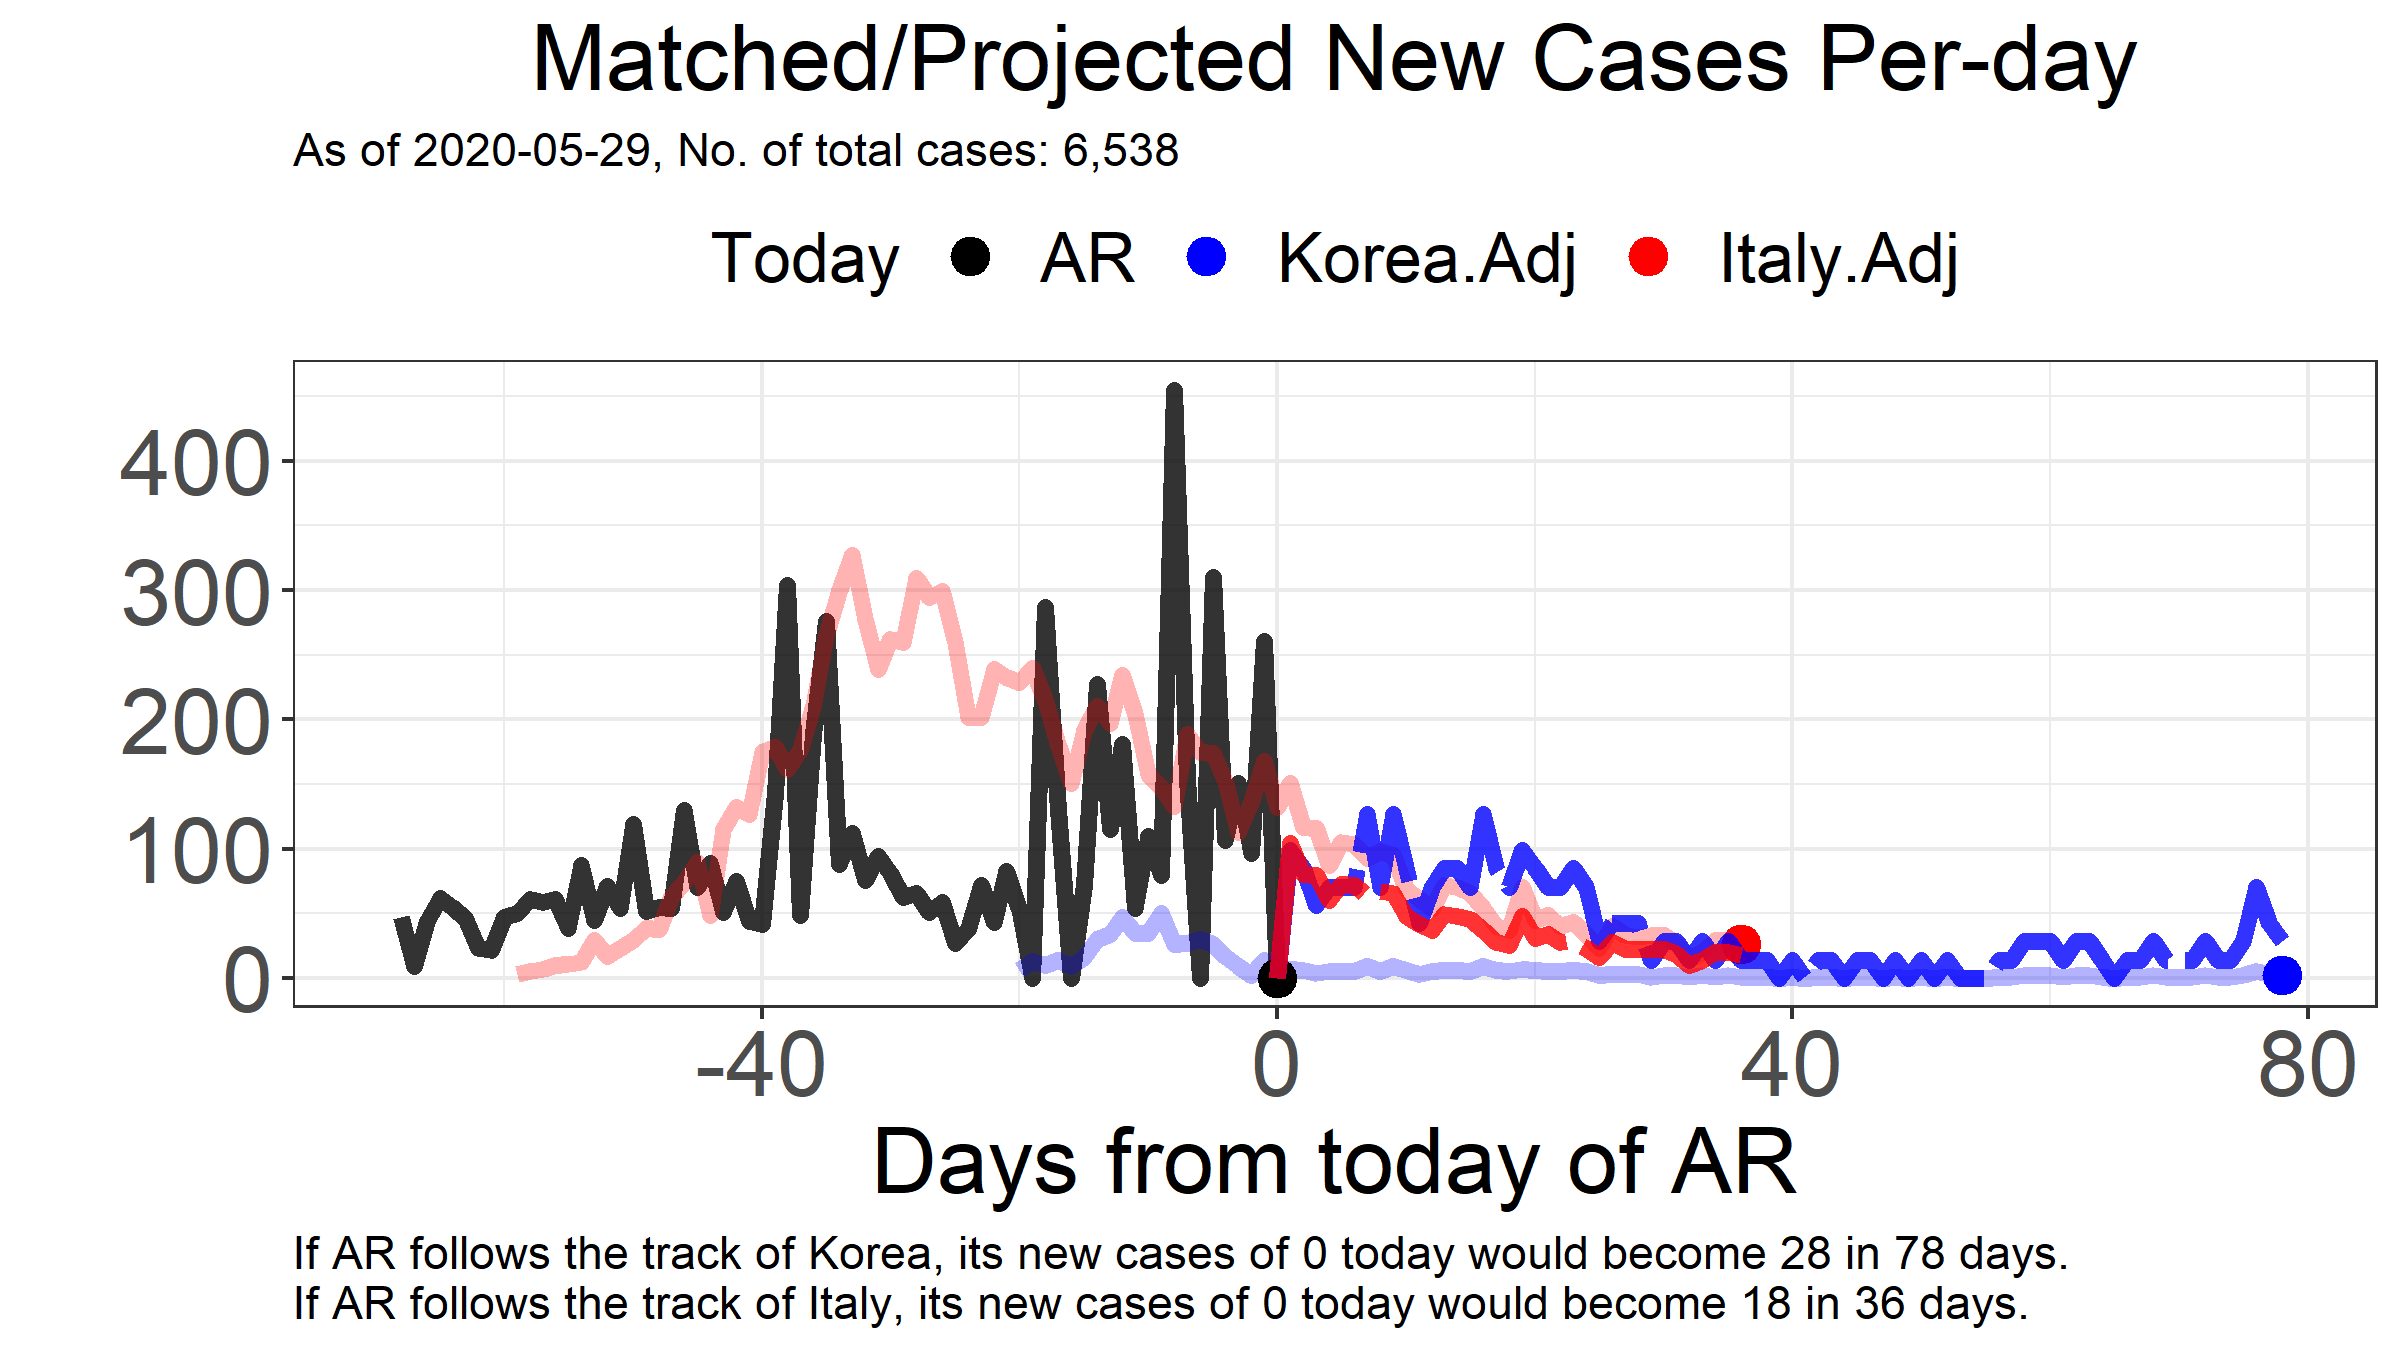 Matched/Projected New Cases Per-day
As of 2020-05-29, No. of total cases: 6,538
Today AR Korea.Adj Italy.Adj
400
300
200
100
0
-40 0 40 80
Days from today of AR
If AR follows the track of Korea, its new cases of 0 today would become 28 in 78 days.
If AR follows the track of Italy, its new cases of 0 today would become 18 in 36 days.